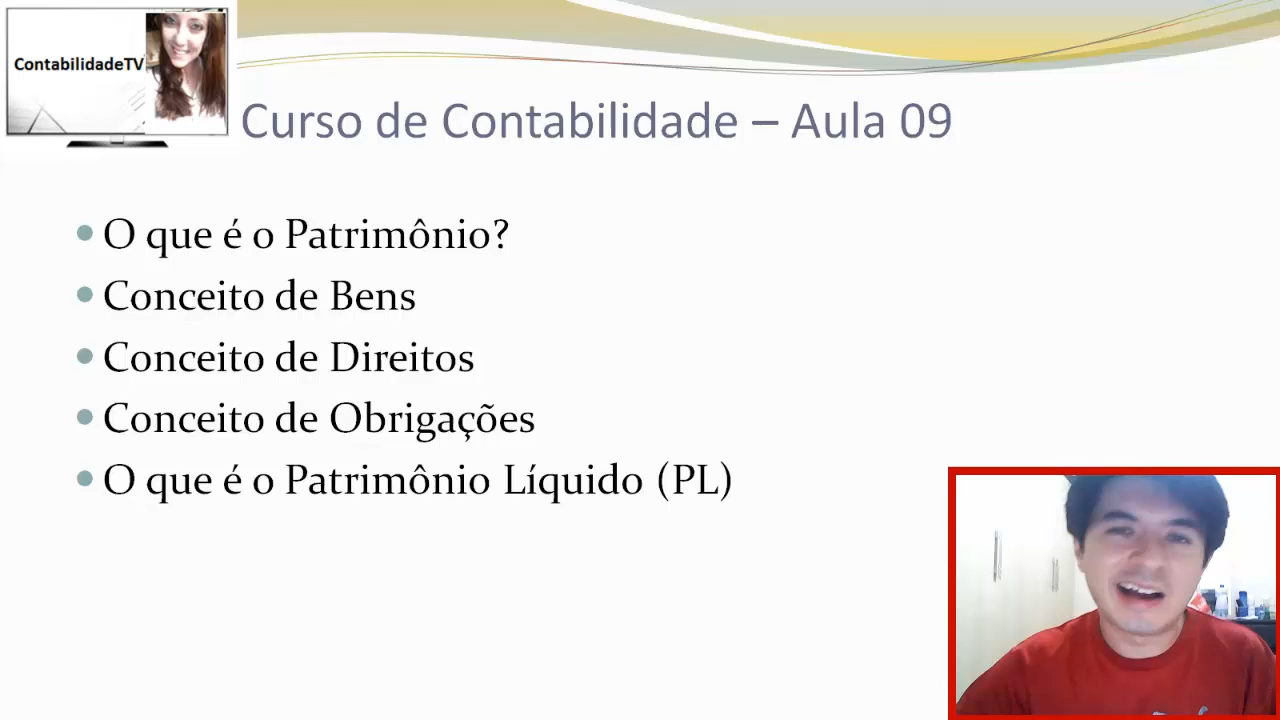 ContabilidadeTV
Curso de Contabilidade – Aula 09
O que é o Patrimônio?
Conceito de Bens
Conceito de Direitos
Conceito de Obrigações
O que é o Patrimônio Líquido (PL)